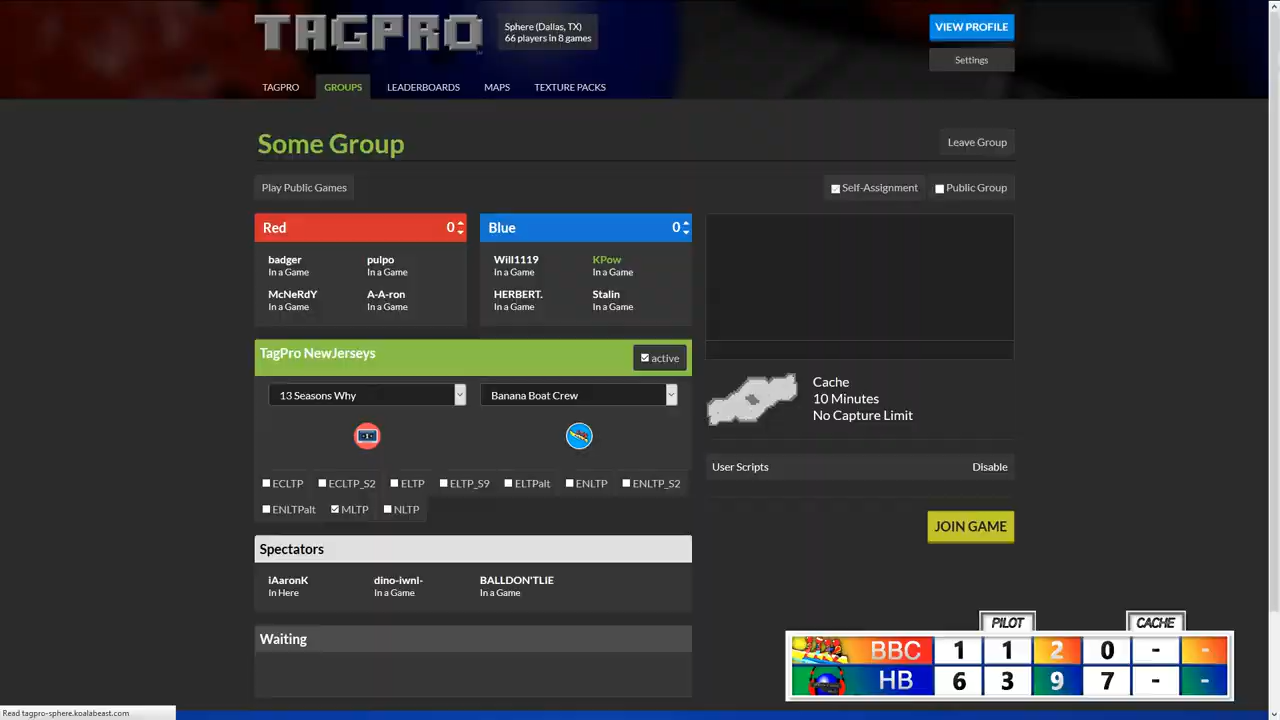 TAGPRO
Sphere (Dallas, TX)
66 players in 8 games
VIEW PROFILE
Settings
TAGPRO GROUPS LEADERBOARDS MAPS TEXTURE PACKS
Some Group
Leave Group
Play Public Games
Self-Assignment
Public Group
Red 0
badger pulpo
In a Game In a Game
McNeRdY A-A-ron
In a Game In a Game
Blue 0
Will1119 KPow
In a Game In a Game
HERBERT. Stalin
In a Game In a Game
TagPro NewJerseys
active
13 Seasons Why
Banana Boat Crew
ECLTP ECLTP_S2 ELTP ELTP_S9 ELTPalt ENLTP ENLTP_S2
ENLTPalt MLTP NLTP
Cache
10 Minutes
No Capture Limit
User Scripts Disable
JOIN GAME
Spectators
iAaronK dino-iwnl- BALLDON'TLIE
In Here In a Game In a Game
Waiting
PILOT CACHE
BBC 1 1 2 0 - -
HB 6 3 9 7 - -
Read tagpro-sphere.koalabeast.com